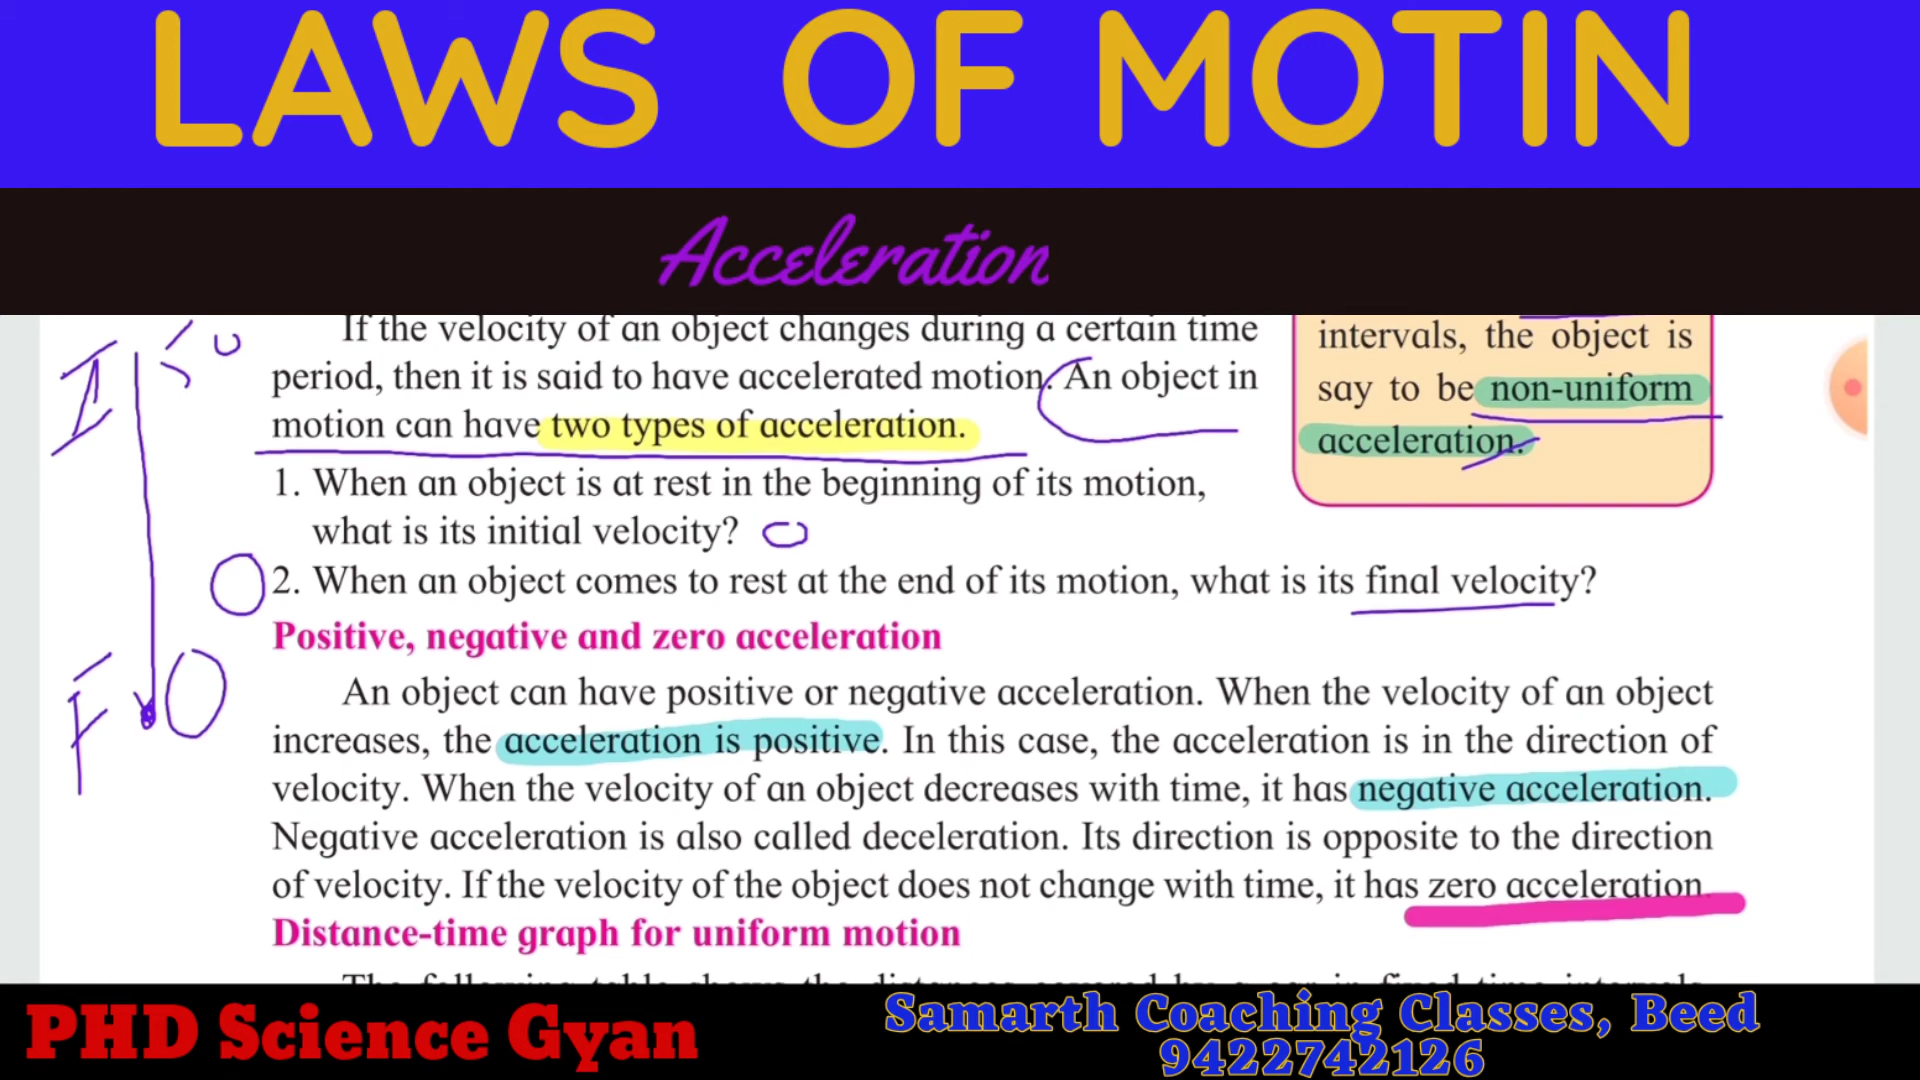 LAWS OF MOTIN
Acceleration
If the velocity of an object changes during a certain time
period, then it is said to have accelerated motion. An object in
motion can have two types of acceleration.
1. When an object is at rest in the beginning of its motion,
what is its initial velocity? 0
2. When an object comes to rest at the end of its motion, what is its final velocity?
Positive, negative and zero acceleration
An object can have positive or negative acceleration. When the velocity of an object
increases, the acceleration is positive. In this case, the acceleration is in the direction of
velocity. When the velocity of an object decreases with time, it has negative acceleration.
Negative acceleration is also called deceleration. Its direction is opposite to the direction
of velocity. If the velocity of the object does not change with time, it has zero acceleration.
Distance-time graph for uniform motion
intervals, the object is
say to be non-uniform
acceleration.
I
0
F 0
PHD Science Gyan
Samarth Coaching Classes, Beed
9422742126